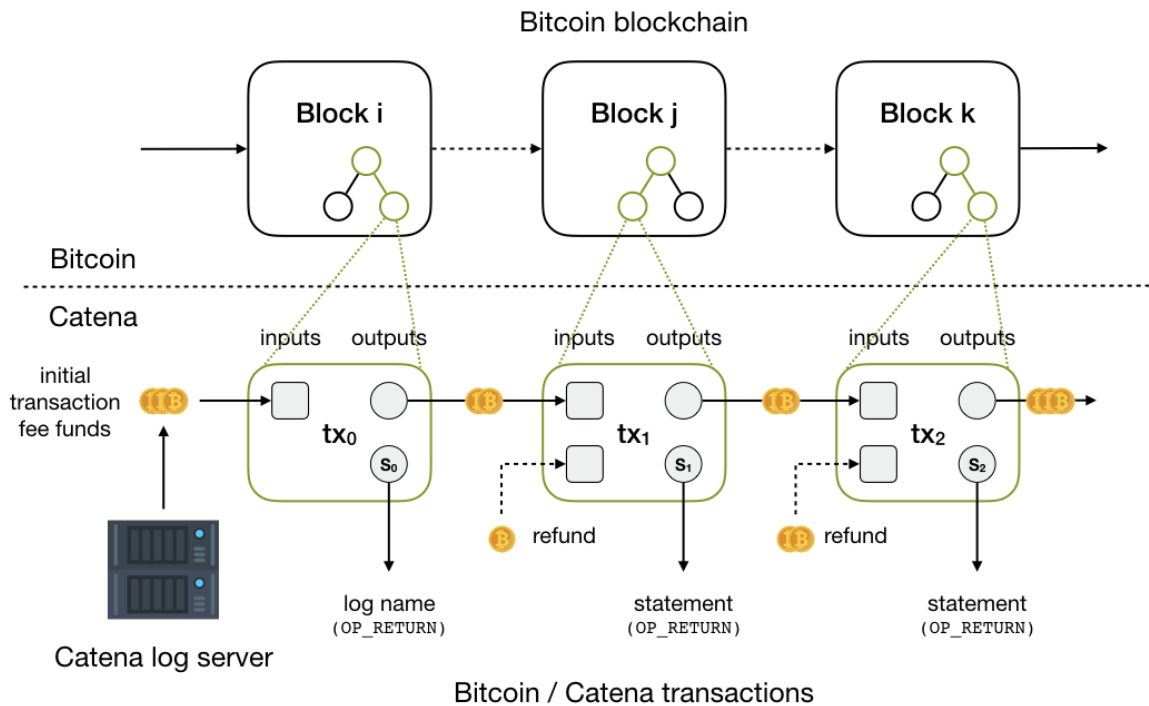 Bitcoin blockchain
Block i
Block j
Block k
Bitcoin
Catena
inputs outputs
inputs outputs
inputs outputs
initial
transaction
fee funds
tx₀
tx₁
tx₂
S₀
S₁
S₂
refund
refund
log name
(OP_RETURN)
statement
(OP_RETURN)
statement
(OP_RETURN)
Catena log server
Bitcoin / Catena transactions